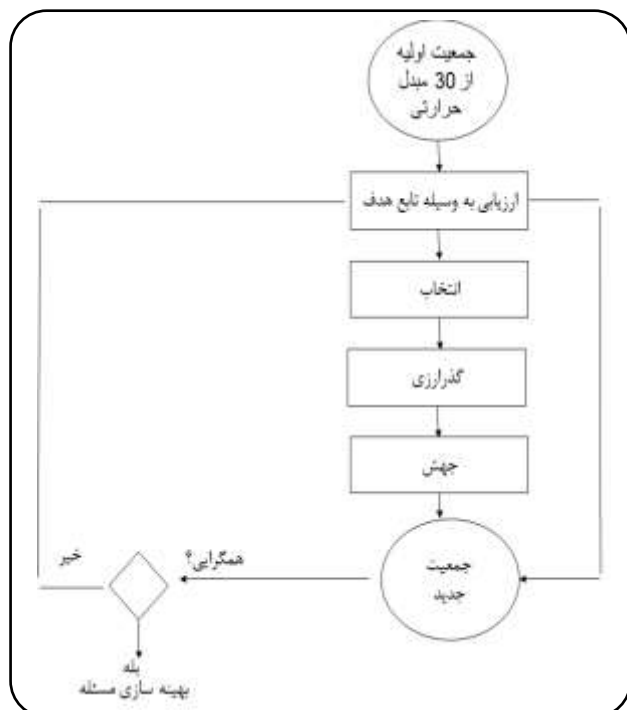 جمعیت اولیه
از 30 مبدل
حرارتی
ارزیابی به وسیله تابع هدف
انتخاب
گذرارزی
جهش
جمعیت
جدید
همگرایی؟
خیر
بله
بهینه سازی مسئله